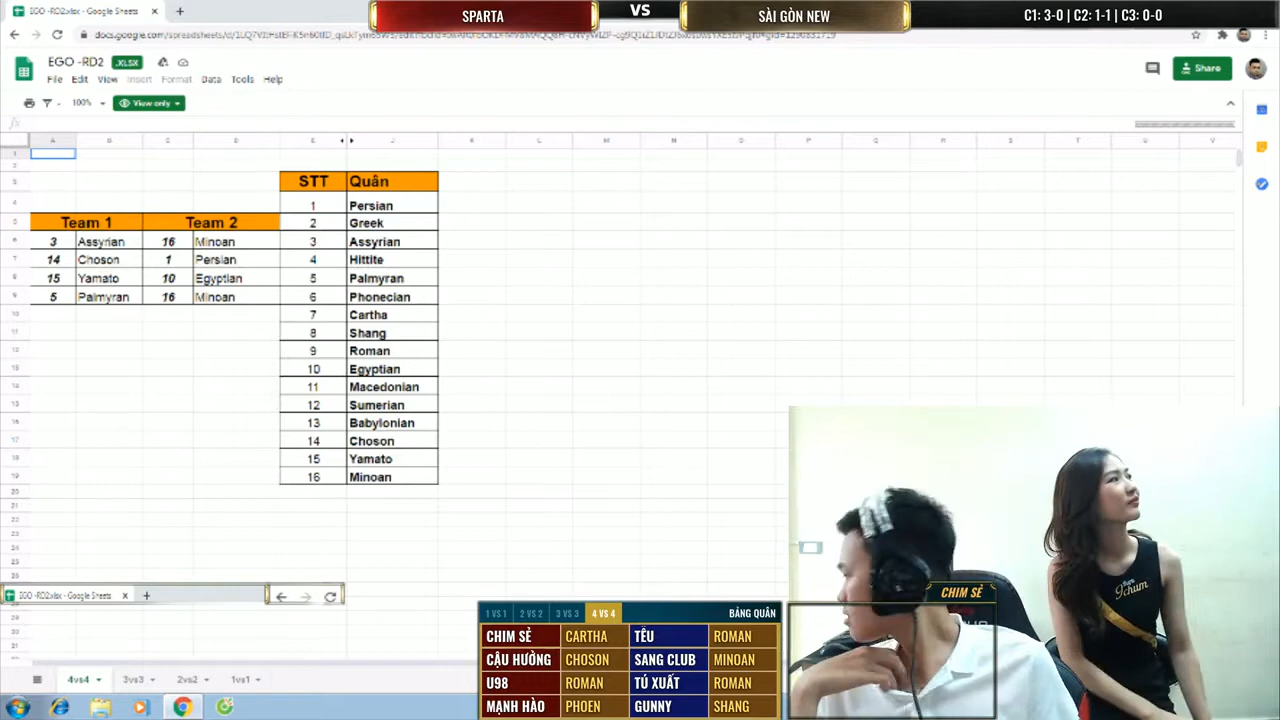 EGO -RD2.xlsx - Google Sheets
SPARTA VS SÀI GÒN NEW C1: 3-0 | C2: 1-1 | C3: 0-0
EGO -RD2 .XLSX
File Edit View Insert Format Data Tools Help
Share
100% View only
STT Quân
1 Persian
Team 1 Team 2 2 Greek
3 Assyrian 16 Minoan 3 Assyrian
14 Choson 1 Persian 4 Hittite
15 Yamato 10 Egyptian 5 Palmyran
5 Palmyran 16 Minoan 6 Phonecian
7 Cartha
8 Shang
9 Roman
10 Egyptian
11 Macedonian
12 Sumerian
13 Babylonian
14 Choson
15 Yamato
16 Minoan
EGO -RD2.xlsx - Google Sheets
4vs4 3vs3 2vs2 1vs1
1 VS 1 2 VS 2 3 VS 3 4 VS 4 BẢNG QUÂN
CHIM SẺ CARTHA TỄU ROMAN
CẬU HƯỜNG CHOSON SANG CLUB MINOAN
U98 ROMAN TÚ XUẤT ROMAN
MẠNH HÀO PHOEN GUNNY SHANG
CHIM SẺ